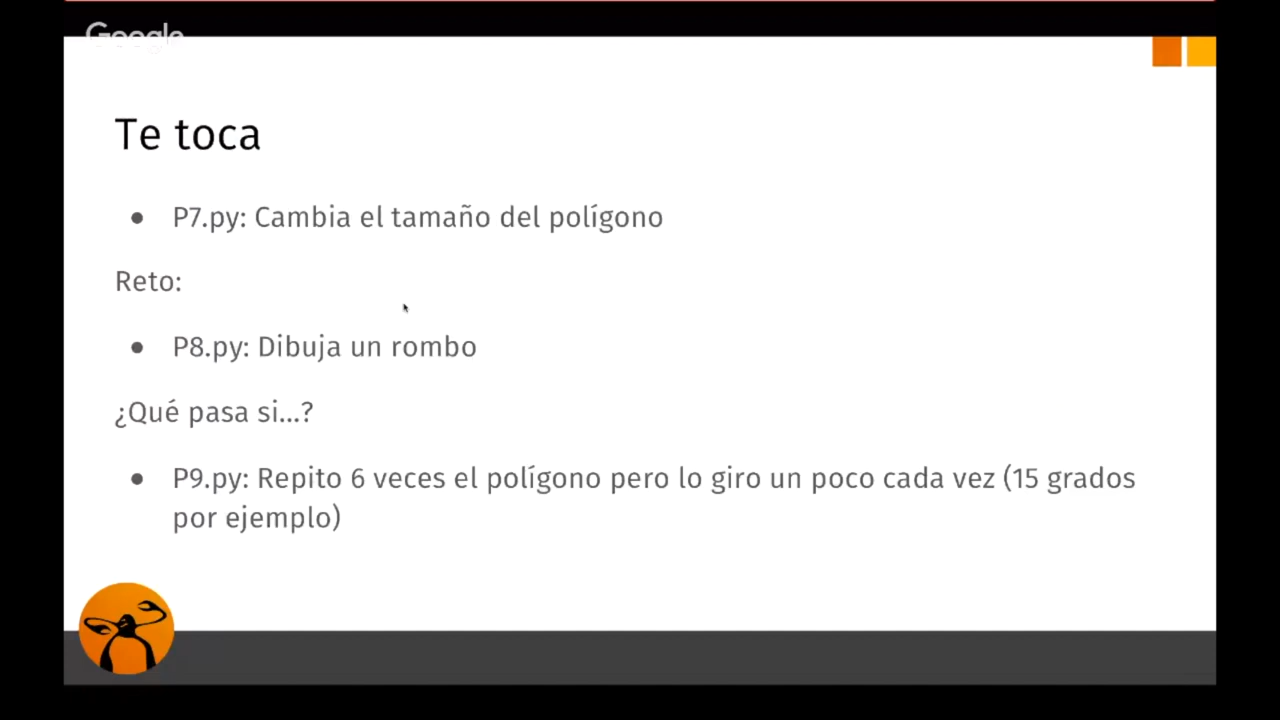 Google
Te toca
● P7.py: Cambia el tamaño del polígono
Reto:
● P8.py: Dibuja un rombo
¿Qué pasa si...?
● P9.py: Repito 6 veces el polígono pero lo giro un poco cada vez (15 grados
por ejemplo)